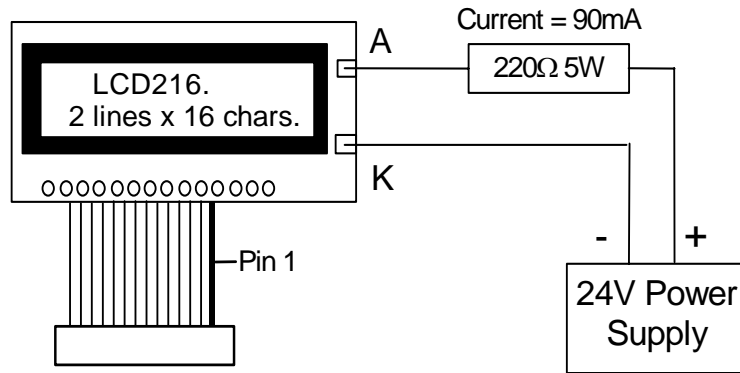 Current = 90mA
A
220Ω 5W
LCD216.
2 lines x 16 chars.
K
Pin 1
- +
24V Power
Supply